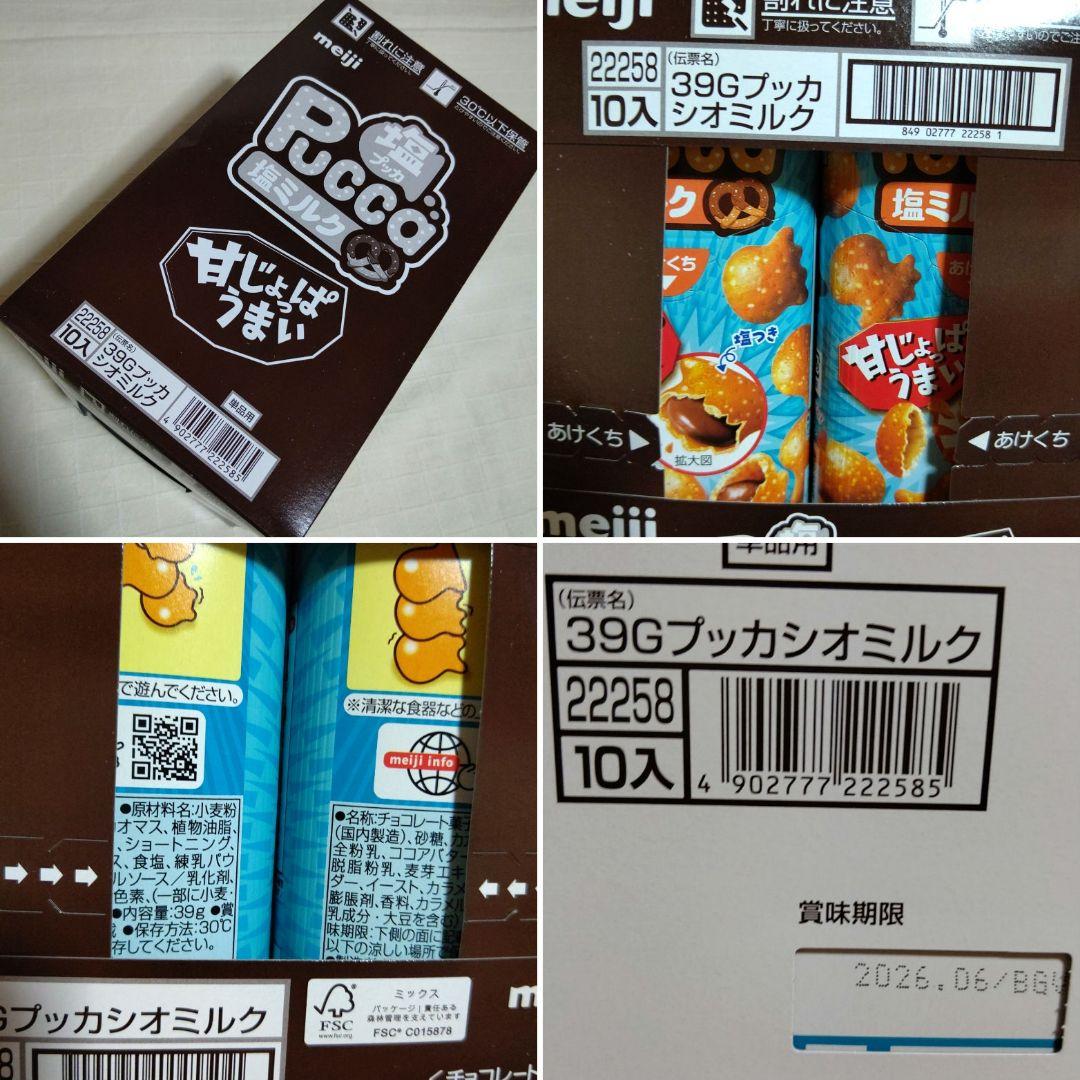 割れに注意
meiji
30℃以下保管
塩
プッカ
Pucca
塩ミルク
甘じょっぱ
うまい
22258
(伝票名)
10入
39Gプッカ
シオミルク
単品用
4 902777 222585
meiji
割れに注意
丁寧に扱ってください。
22258
(伝票名)
10入
39Gプッカ
シオミルク
849 02777 22258 1
ク
塩ミル
くち
塩つき
甘じょっぱ
うまい
拡大図
あけくち
あけくち
meiji
塩
で遊んでください。
※清潔な食器などの
meiji info
●原材料名:小麦粉
オマス、植物油脂、
ショートニング、
ス、食塩、練乳パウ
ルソース/乳化剤、
色素、(一部に小麦・
●内容量:39g ●賞
●保存方法:30℃
存してください。
●名称:チョコレート菓子
(国内製造)、砂糖、カ
全粉乳、ココアバター
脱脂粉乳、麦芽エキ
ダー、イースト、カラメ
膨脹剤、香料、カラメル
乳成分・大豆を含む)
味期限:下側の面に記
以下の涼しい場所で
Gプッカシオミルク
8
FSC
www.fsc.org
ミックス
パッケージ|責任ある
森林管理を支えています
FSC® C015878
m
<チョコレート
単品用
(伝票名)
39Gプッカシオミルク
22258
10入
4 902777 222585
賞味期限
2026.06/BGV